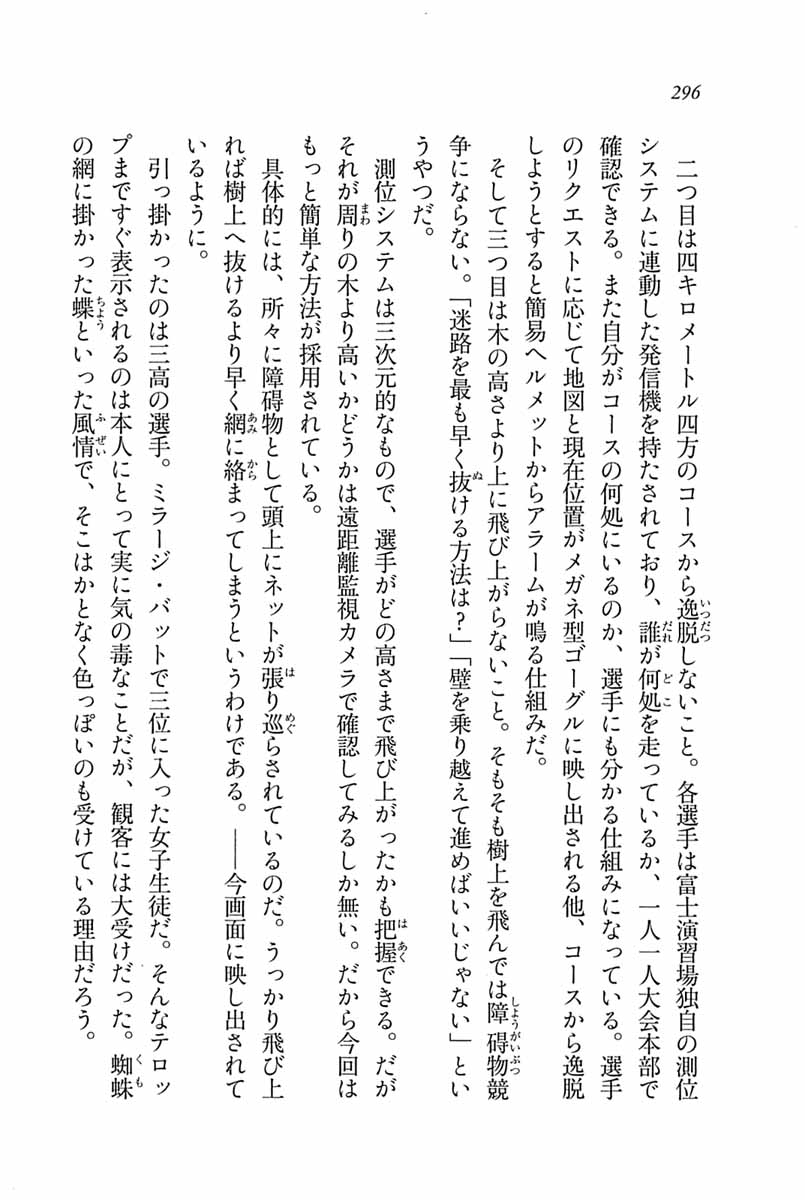 296
二つ目は四キロメートル四方のコースから逸脱しないこと。各選手は富士演習場独自の測位
システムに連動した発信機を持たされており、誰が何処を走っているか、一人一人大会本部で
確認できる。また自分がコースの何処にいるのか、選手にも分かる仕組みになっている。選手
のリクエストに応じて地図と現在位置がメガネ型ゴーグルに映し出される他、コースから逸脱
しようとすると簡易ヘルメットからアラームが鳴る仕組みだ。
そして三つ目は木の高さより上に飛び上がらないこと。そもそも樹上を飛んでは障碍物競
争にならない。「迷路を最も早く抜ける方法は？」「壁を乗り越えて進めばいいじゃない」とい
うやつだ。
測位システムは三次元的なもので、選手がどの高さまで飛び上がったかも把握できる。だが
それが周りの木より高いかどうかは遠距離監視カメラで確認してみるしか無い。だから今回は
もっと簡単な方法が採用されている。
具体的には、所々に障碍物として頭上にネットが張り巡らされているのだ。うっかり飛び上
れば樹上へ抜けるより早く網に絡まってしまうというわけである。――今画面に映し出されて
いるように。
引っ掛かったのは三高の選手。ミラージ・バットで三位に入った女子生徒だ。そんなテロッ
プまですぐ表示されるのは本人にとって実に気の毒なことだが、観客には大受けだった。蜘蛛
の網に掛かった蝶といった風情で、そこはかとなく色っぽいのも受けている理由だろう。